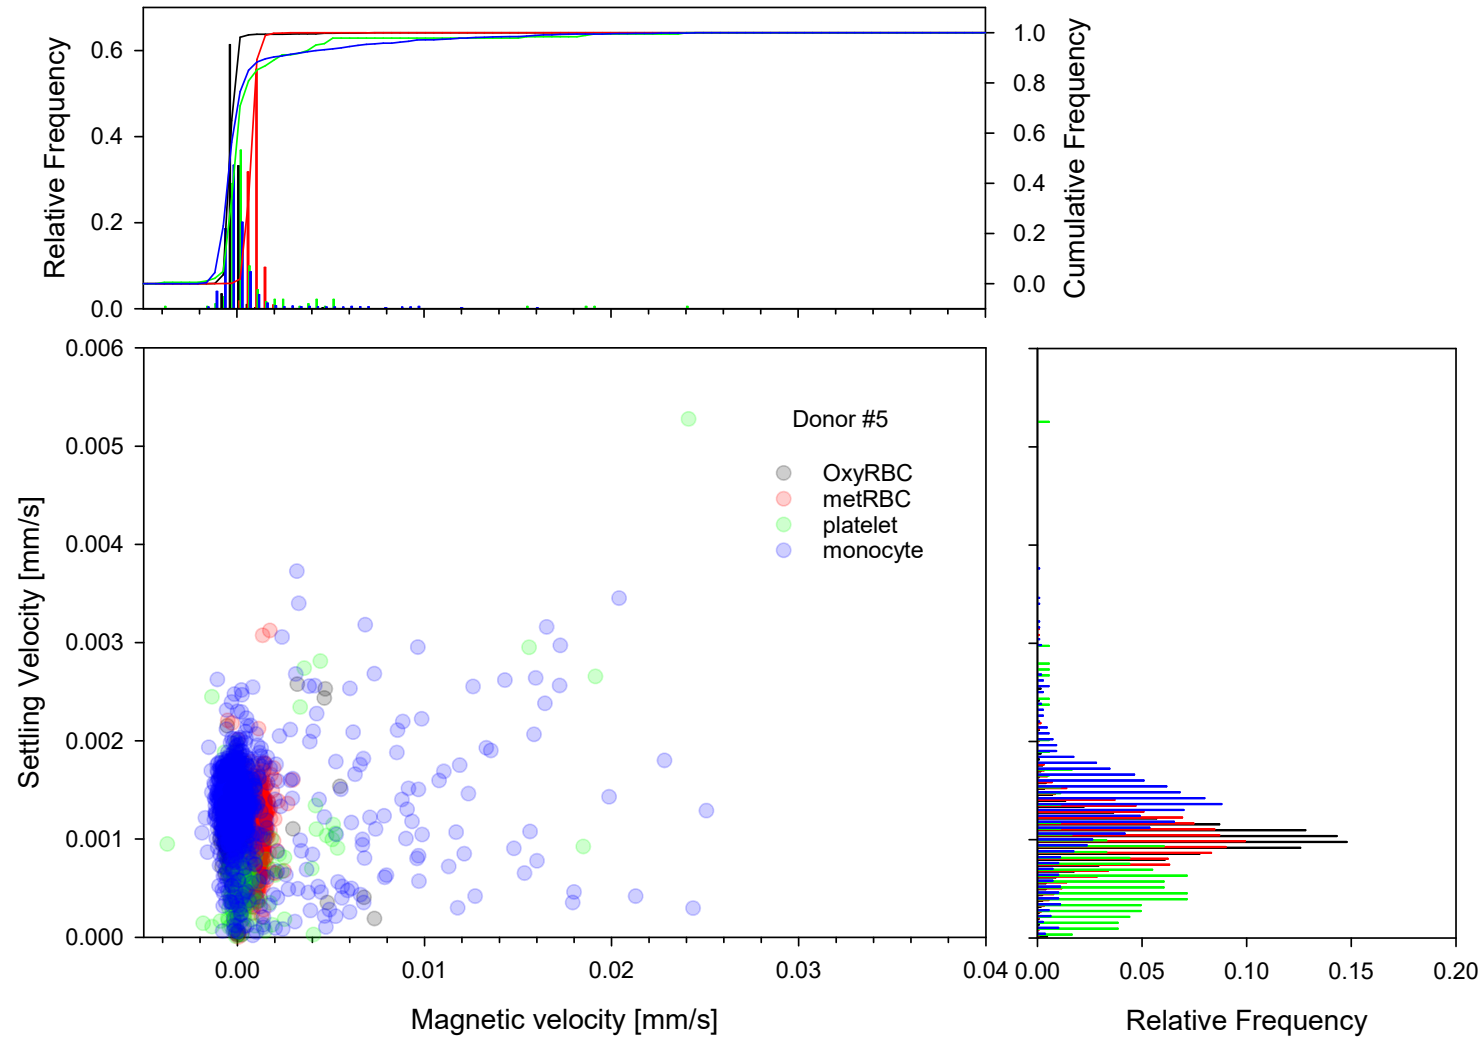 0.6
0.4
0.2
0.0
Relative Frequency
1.0
0.8
0.6
0.4
0.2
0.0
Cumulative Frequency
0.006
0.005
0.004
0.003
0.002
0.001
0.000
Settling Velocity [mm/s]
Donor #5
OxyRBC
metRBC
platelet
monocyte
0.00 0.01 0.02 0.03 0.04
Magnetic velocity [mm/s]
0.00 0.05 0.10 0.15 0.20
Relative Frequency